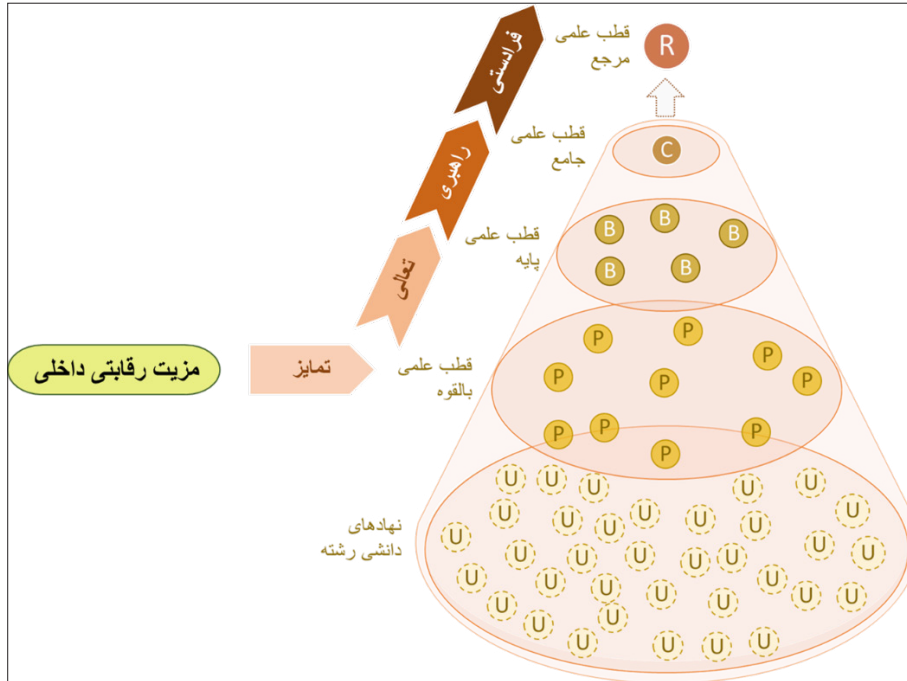 فرادستی
قطب علمی
مرجع
R
راهبری
قطب علمی
جامع
C
تعالی
قطب علمی
پایه
B B B
B B
مزیت رقابتی داخلی
تمایز
قطب علمی
بالقوه
P P P
P P P
P P P
P
نهادهای
دانشی رشته
U U U U U
U U U U U U U
U U U U U U U U
U U U U U U U U
U U U
U U U U